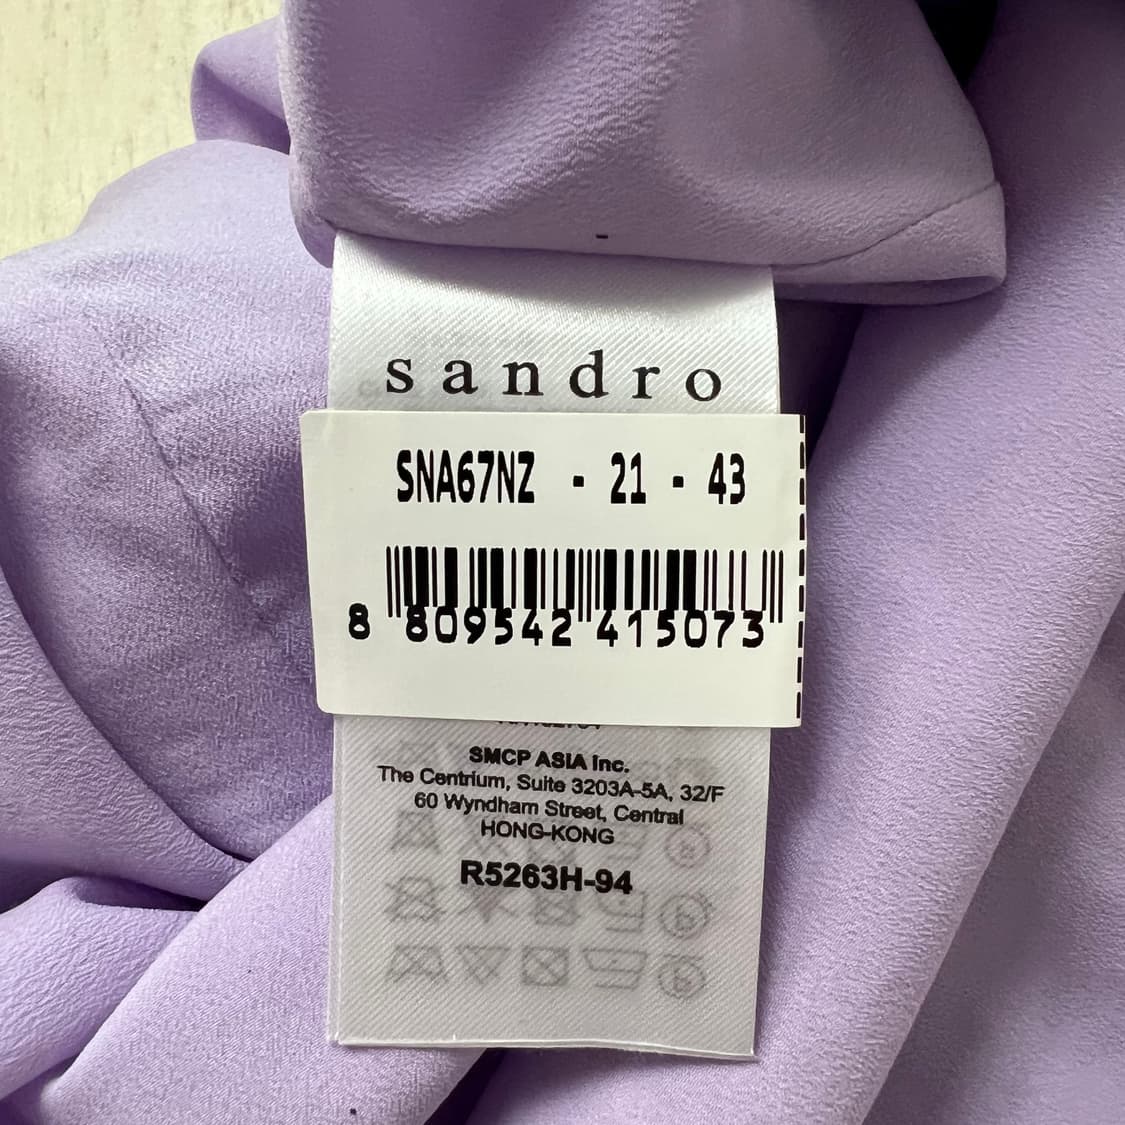 sandro
SNA67NZ - 21 - 43
8 809542 415073
SMCP ASIA Inc.
The Centrium, Suite 3203A-5A, 32/F
60 Wyndham Street, Central
HONG-KONG
R5263H-94